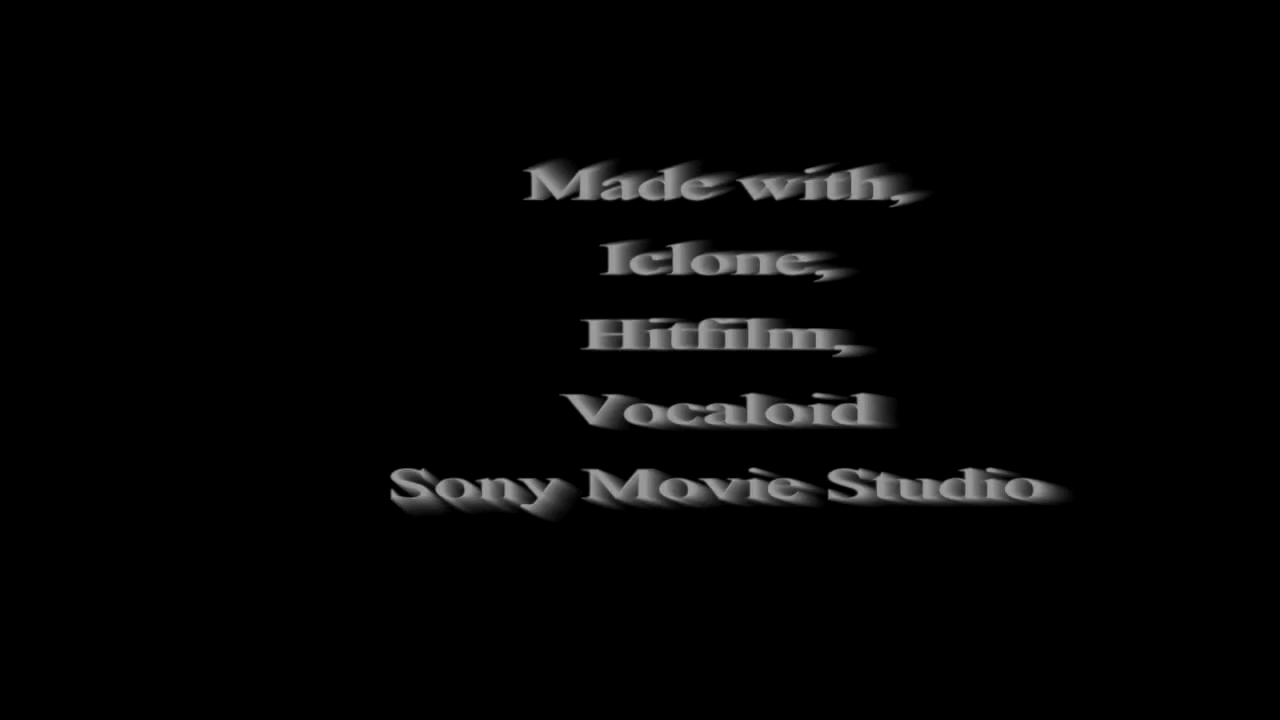 Made with,
Iclone,
Hitfilm,
Vocaloid
Sony Movie Studio